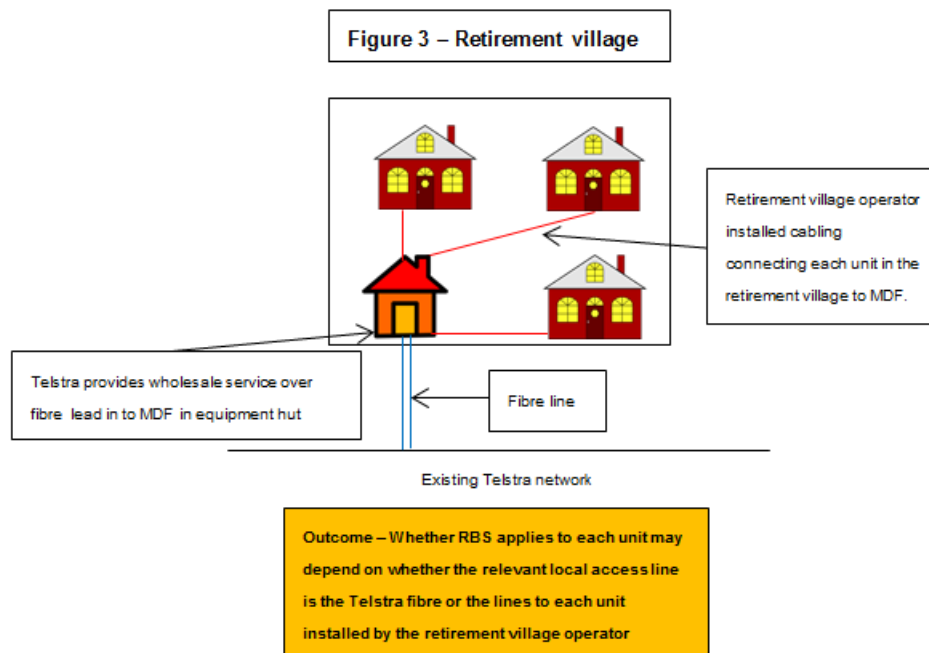 Figure 3 – Retirement village
Retirement village operator
installed cabling
connecting each unit in the
retirement village to MDF.
Telstra provides wholesale service over
fibre lead in to MDF in equipment hut
Fibre line
Existing Telstra network
Outcome – Whether RBS applies to each unit may
depend on whether the relevant local access line
is the Telstra fibre or the lines to each unit
installed by the retirement village operator